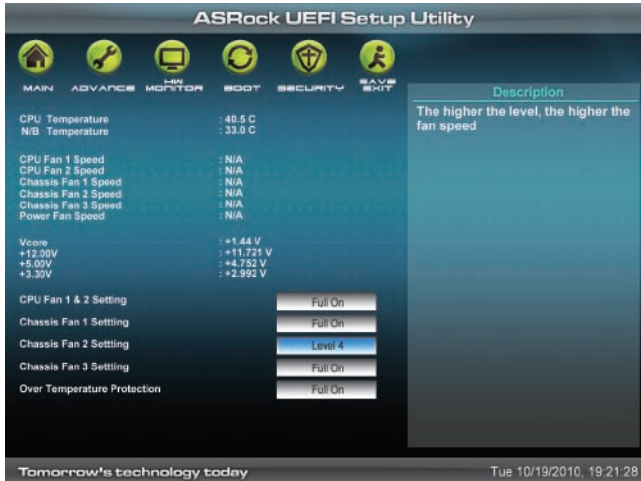 ASRock UEFI Setup Utility
MAIN ADVANCE H/W MONITOR BOOT SECURITY SAVE EXIT
Description
The higher the level, the higher the
fan speed
CPU Temperature : 40.5 C
N/B Temperature : 33.0 C
CPU Fan 1 Speed : N/A
CPU Fan 2 Speed : N/A
Chassis Fan 1 Speed : N/A
Chassis Fan 2 Speed : N/A
Chassis Fan 3 Speed : N/A
Power Fan Speed : N/A
Vcore : +1.44 V
+12.00V : +11.721 V
+5.00V : +4.752 V
+3.30V : +2.992 V
CPU Fan 1 & 2 Setting Full On
Chassis Fan 1 Settting Full On
Chassis Fan 2 Settting Level 4
Chassis Fan 3 Settting Full On
Over Temperature Protection Full On
Tomorrow's technology today Tue 10/19/2010, 19:21:28